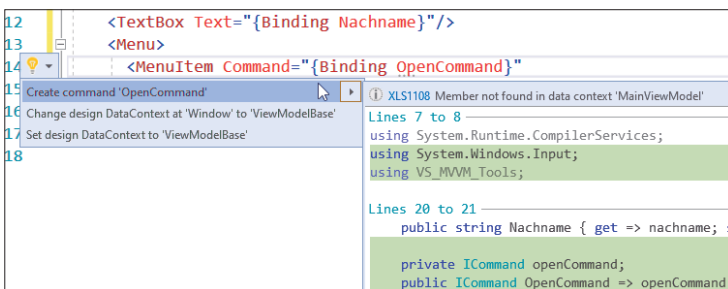 12 <TextBox Text="{Binding Nachname}"/>
13 <Menu>
14 <MenuItem Command="{Binding OpenCommand}"
15
Create command 'OpenCommand'
16
Change design DataContext at 'Window' to 'ViewModelBase'
17
Set design DataContext to 'ViewModelBase'
18
XLS1108 Member not found in data context 'MainViewModel'
Lines 7 to 8
using System.Runtime.CompilerServices;
using System.Windows.Input;
using VS_MVVM_Tools;
Lines 20 to 21
public string Nachname { get => nachname;
private ICommand openCommand;
public ICommand OpenCommand => openCommand